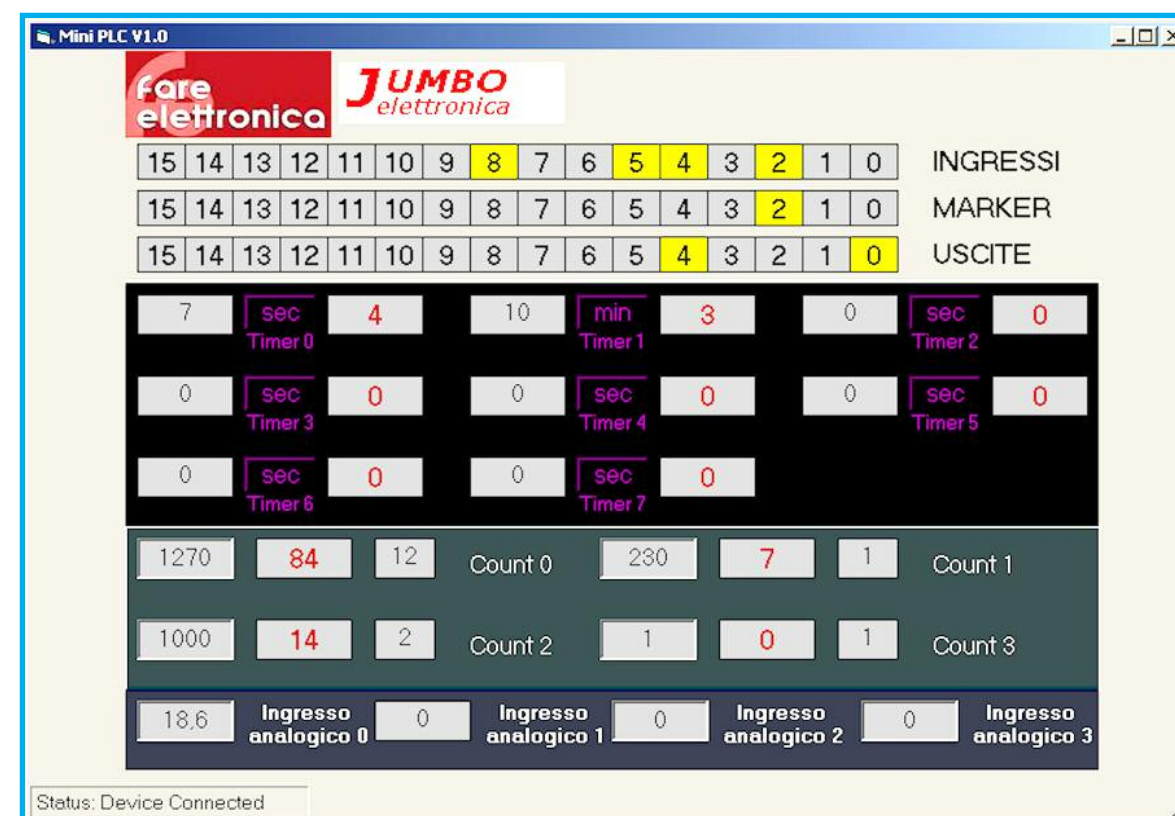 Mini PLC V1.0
fare
elettronica
JUMBO
elettronica
15 14 13 12 11 10 9 8 7 6 5 4 3 2 1 0 INGRESSI
15 14 13 12 11 10 9 8 7 6 5 4 3 2 1 0 MARKER
15 14 13 12 11 10 9 8 7 6 5 4 3 2 1 0 USCITE
7 sec 4 10 min 3 0 sec 0
Timer 0 Timer 1 Timer 2
0 sec 0 0 sec 0 0 sec 0
Timer 3 Timer 4 Timer 5
0 sec 0 0 sec 0
Timer 6 Timer 7
1270 84 12 Count 0 230 7 1 Count 1
1000 14 2 Count 2 1 0 1 Count 3
18,6 Ingresso 0 Ingresso 0 Ingresso 0 Ingresso
analogico 0 analogico 1 analogico 2 analogico 3
Status: Device Connected